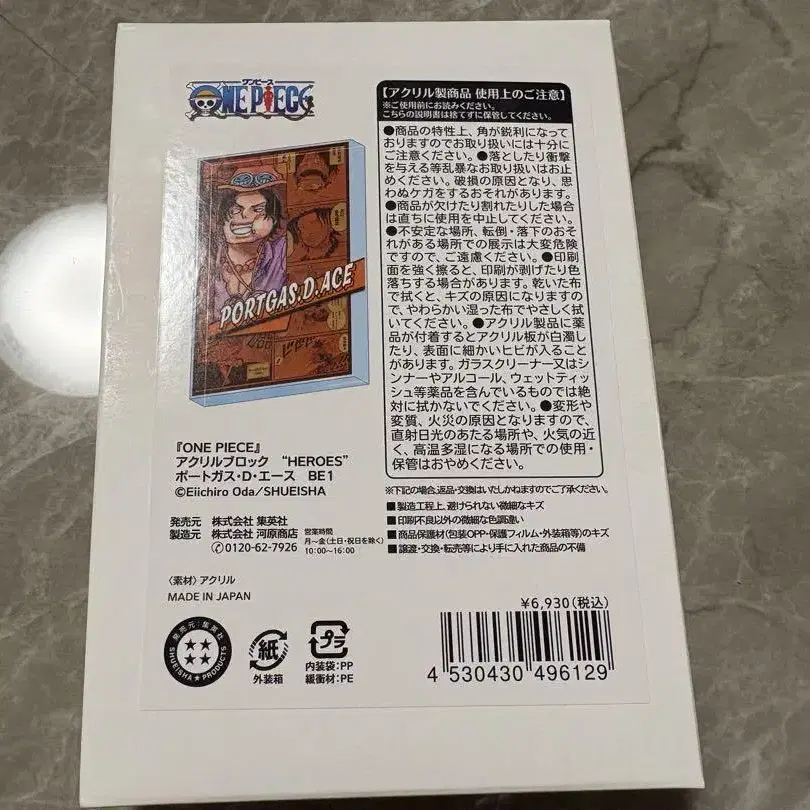 ワンピース
ONE PIECE
PORTGAS.D.ACE
『ONE PIECE』
アクリルブロック “HEROES”
ポートガス・D・エース BE1
©Eiichiro Oda/SHUEISHA
発売元 株式会社 集英社
製造元 株式会社 河原商店
0120-62-7926
営業時間
月～金(土日・祝日を除く)
10:00～16:00
〈素材〉アクリル
MADE IN JAPAN
発売元:集英社
SHUEISHA★PRODUCTS
紙
外装箱
プラ
内装袋:PP
緩衝材:PE
【アクリル製商品 使用上のご注意】
※ご使用前にお読みください。
こちらの説明書は捨てずに保管してください。
●商品の特性上、角が鋭利になって
おりますのでお取り扱いには十分に
ご注意ください。●落としたり衝撃
を与える等乱暴なお取り扱いはお止
めください。破損の原因となり、思
わぬケガをするおそれがあります。
●商品が欠けたり割れたりした場合
は直ちに使用を中止してください。
●不安定な場所、転倒・落下のおそ
れがある場所での展示は大変危険
ですので、ご遠慮ください。●印刷
面を強く擦ると、印刷が剥げたり色
落ちする場合があります。乾いた布
で拭くと、キズの原因になりますの
で、やわらかい湿った布でやさしく拭
いてください。●アクリル製品に薬
品が付着するとアクリル板が白濁し
たり、表面に細かいヒビが入ること
があります。ガラスクリーナー又はシ
ンナーやアルコール、ウェットティッ
シュ等薬品を含んでいるものでは絶
対に拭かないでください。●変形や
変質、火災の原因となりますので、
直射日光のあたる場所や、火気の近
く、高温多湿になる場所での使用・
保管はおやめください。
※下記の場合、返品・交換はいたしかねますのでご了承ください。
■製造工程上、避けられない微細なキズ
■印刷不良以外の微細な色調違い
■商品保護材(包装OPP・保護フィルム・外装箱等)のキズ
■譲渡・交換・転売等により手に入れた商品の不備
¥6,930(税込)
4 530430 496129